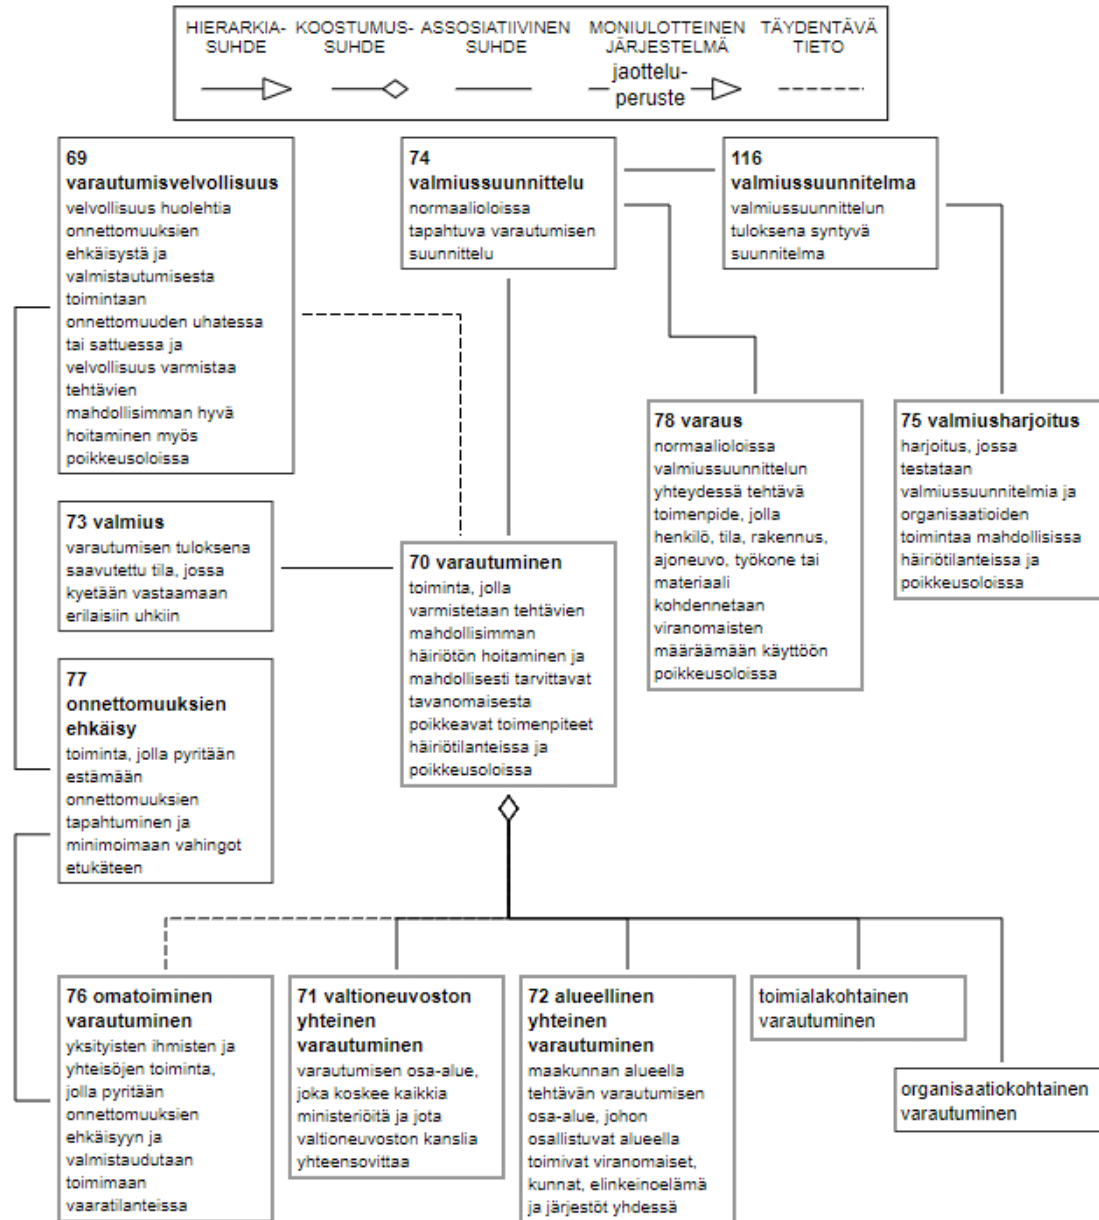 HIERARKIA-
SUHDE
KOOSTUMUS-
SUHDE
ASSOSIATIIVINEN
SUHDE
MONIULOTTEINEN
JÄRJESTELMÄ
jaottelu-
peruste
TÄYDENTÄVÄ
TIETO
69
varautumisvelvollisuus
velvollisuus huolehtia
onnettomuuksien
ehkäisystä ja
valmistautumisesta
toimintaan
onnettomuuden uhatessa
tai sattuessa ja
velvollisuus varmistaa
tehtävien
mahdollisimman hyvä
hoitaminen myös
poikkeusoloissa
74
valmiussuunnittelu
normaalioloissa
tapahtuva varautumisen
suunnittelu
116
valmiussuunnitelma
valmiussuunnittelun
tuloksena syntyvä
suunnitelma
78 varaus
normaalioloissa
valmiussuunnittelun
yhteydessä tehtävä
toimenpide, jolla
henkilö, tila, rakennus,
ajoneuvo, työkone tai
materiaali
kohdennetaan
viranomaisten
määräämään käyttöön
poikkeusoloissa
75 valmiusharjoitus
harjoitus, jossa
testataan
valmiussuunnitelmia ja
organisaatioiden
toimintaa mahdollisissa
häiriötilanteissa ja
poikkeusoloissa
73 valmius
varautumisen tuloksena
saavutettu tila, jossa
kyetään vastaamaan
erilaisiin uhkiin
70 varautuminen
toiminta, jolla
varmistetaan tehtävien
mahdollisimman
häiriötön hoitaminen ja
mahdollisesti tarvittavat
tavanomaisesta
poikkeavat toimenpiteet
häiriötilanteissa ja
poikkeusoloissa
77
onnettomuuksien
ehkäisy
toiminta, jolla pyritään
estämään
onnettomuuksien
tapahtuminen ja
minimoimaan vahingot
etukäteen
76 omatoiminen
varautuminen
yksityisten ihmisten ja
yhteisöjen toiminta,
jolla pyritään
onnettomuuksien
ehkäisyyn ja
valmistaudutaan
toimimaan
vaaratilanteissa
71 valtioneuvoston
yhteinen
varautuminen
varautumisen osa-alue,
joka koskee kaikkia
ministeriöitä ja jota
valtioneuvoston kanslia
yhteensovittaa
72 alueellinen
yhteinen
varautuminen
maakunnan alueella
tehtävän varautumisen
osa-alue, johon
osallistuvat alueella
toimivat viranomaiset,
kunnat, elinkeinoelämä
ja järjestöt yhdessä
toimialakohtainen
varautuminen
organisaatiokohtainen
varautuminen